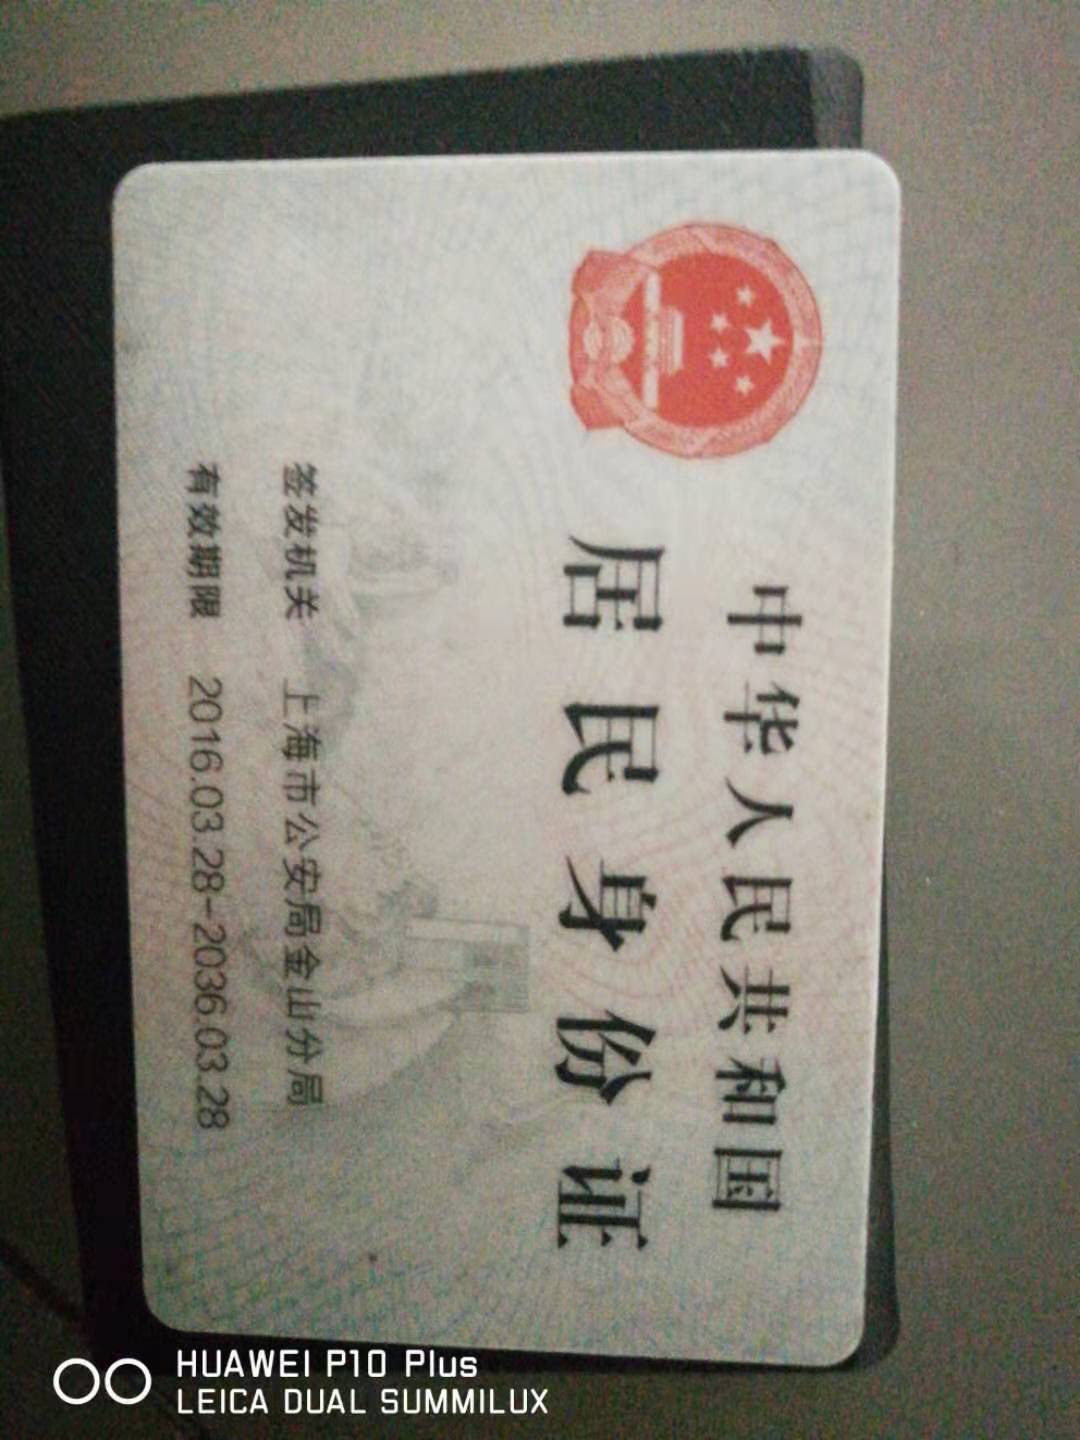 中华人民共和国
居民身份证
签发机关 上海市公安局金山分局
有效期限 2016.03.28-2036.03.28
HUAWEI P10 Plus
LEICA DUAL SUMMILUX